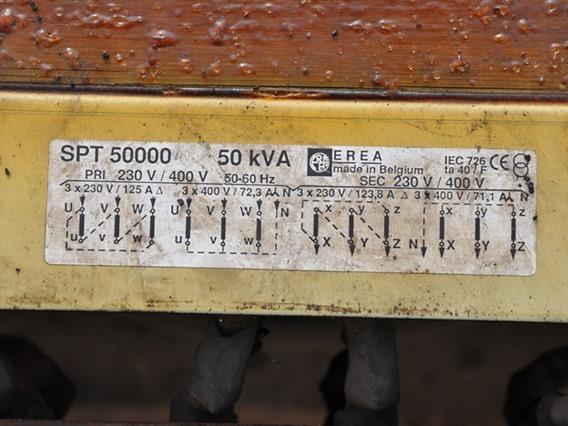 SPT 50000 50 kVA EREA IEC 726 CE
PRI 230 V / 400 V 50-60 Hz made in Belgium ta 40 / F
SEC 230 V / 400 V
3 x 230 V / 125 A Δ 3 x 400 V / 72,3 A N 3 x 230 V / 123,8 A Δ 3 x 400 V / 71,1 N
U V W U V W N x y z x y z
u v w u v w X Y Z N X Y Z